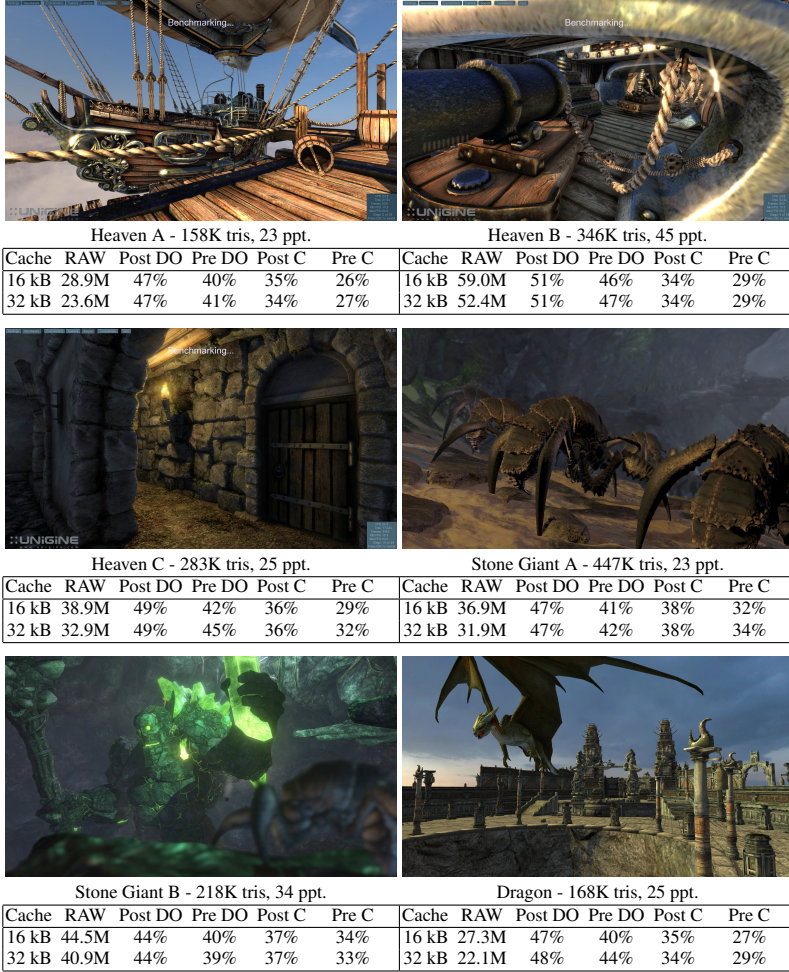 Benchmarking...
UNiGiNE
Benchmarking...
UNiGiNE
Heaven A - 158K tris, 23 ppt.
Heaven B - 346K tris, 45 ppt.
Cache RAW Post DO Pre DO Post C Pre C
16 kB 28.9M 47% 40% 35% 26%
32 kB 23.6M 47% 41% 34% 27%
Cache RAW Post DO Pre DO Post C Pre C
16 kB 59.0M 51% 46% 34% 29%
32 kB 52.4M 51% 47% 34% 29%
Benchmarking...
UNiGiNE
Heaven C - 283K tris, 25 ppt.
Stone Giant A - 447K tris, 23 ppt.
Cache RAW Post DO Pre DO Post C Pre C
16 kB 38.9M 49% 42% 36% 29%
32 kB 32.9M 49% 45% 36% 32%
Cache RAW Post DO Pre DO Post C Pre C
16 kB 36.9M 47% 41% 38% 32%
32 kB 31.9M 47% 42% 38% 34%
Stone Giant B - 218K tris, 34 ppt.
Dragon - 168K tris, 25 ppt.
Cache RAW Post DO Pre DO Post C Pre C
16 kB 44.5M 44% 40% 37% 34%
32 kB 40.9M 44% 39% 37% 33%
Cache RAW Post DO Pre DO Post C Pre C
16 kB 27.3M 47% 40% 35% 27%
32 kB 22.1M 48% 44% 34% 29%